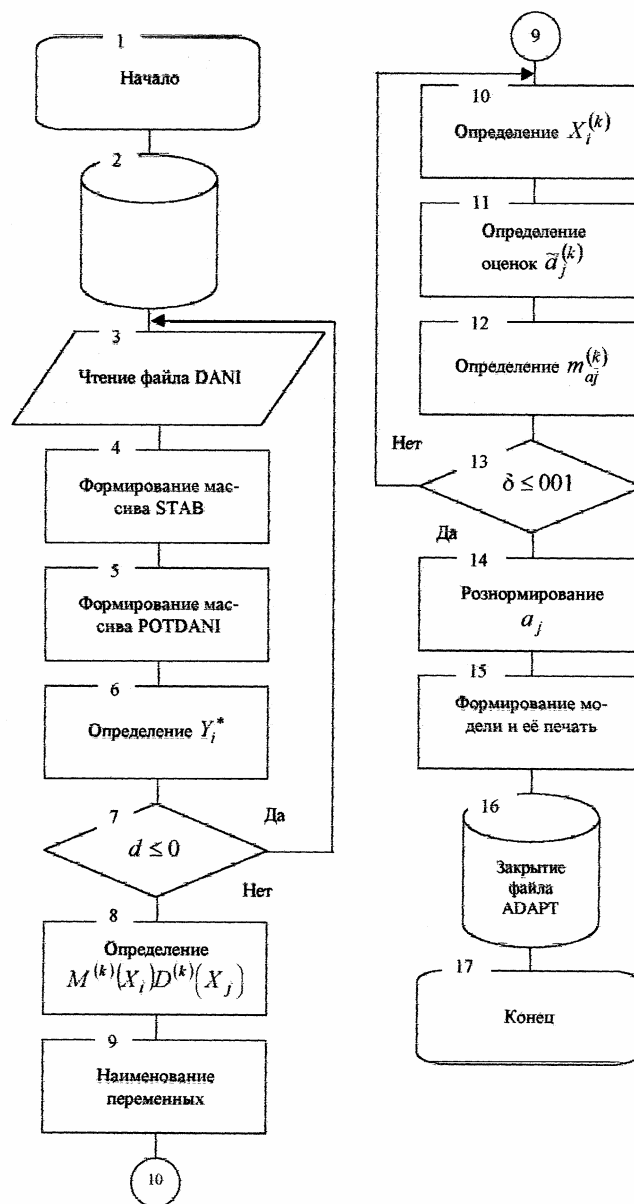 1
Начало
2
3
Чтение файла DANI
4
Формирование мас-
сива STAB
5
Формирование мас-
сива POTDANI
6
Определение Y_i^*
7
Да
d ≤ 0
Нет
8
Определение
M^{(k)}(X_i)D^{(k)}(X_j)
9
Наименование
переменных
10
9
10
Определение X_i^{(k)}
11
Определение
оценок ã_j^{(k)}
12
Определение m_{aj}^{(k)}
Нет
13
δ ≤ 001
Да
14
Рознормирование
a_j
15
Формирование мо-
дели и её печать
16
Закрытие
файла
ADAPT
17
Конец